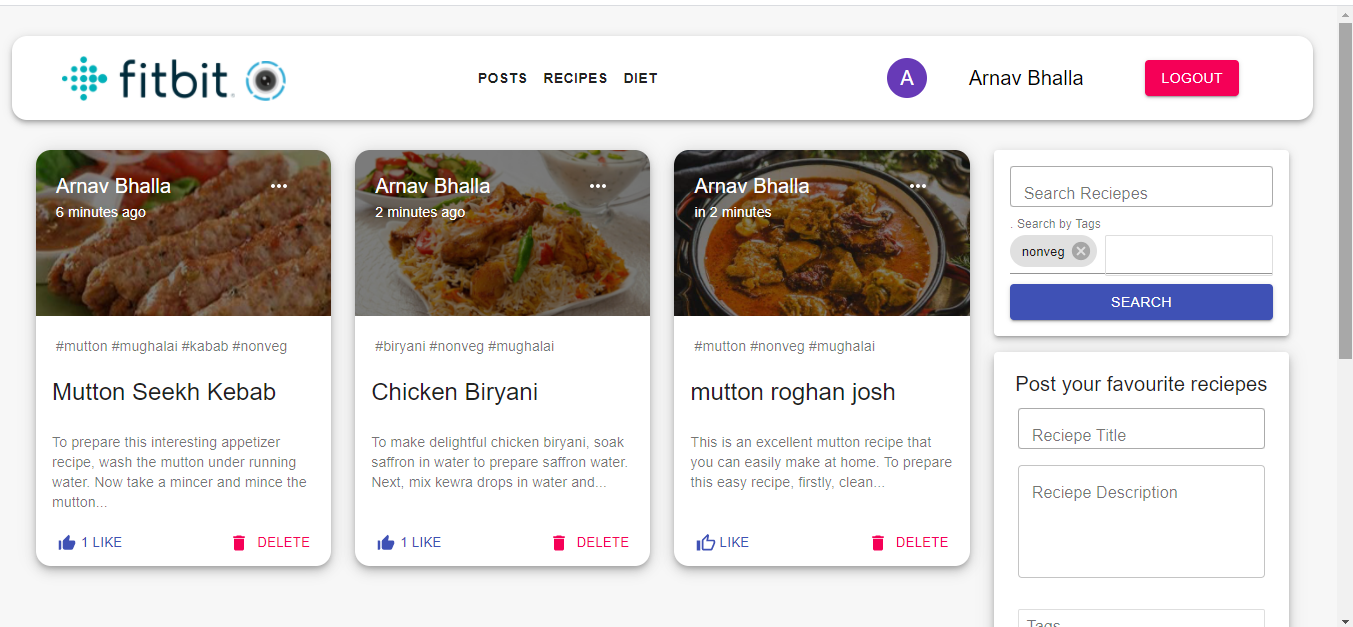 fitbit.
POSTS RECIPES DIET
A
Arnav Bhalla
LOGOUT
Arnav Bhalla
6 minutes ago
#mutton #mughalai #kabab #nonveg
Mutton Seekh Kebab
To prepare this interesting appetizer
recipe, wash the mutton under running
water. Now take a mincer and mince the
mutton...
1 LIKE
DELETE
Arnav Bhalla
2 minutes ago
#biryani #nonveg #mughalai
Chicken Biryani
To make delightful chicken biryani, soak
saffron in water to prepare saffron water.
Next, mix kewra drops in water and...
1 LIKE
DELETE
Arnav Bhalla
in 2 minutes
#mutton #nonveg #mughalai
mutton roghan josh
This is an excellent mutton recipe that
you can easily make at home. To prepare
this easy recipe, firstly, clean...
LIKE
DELETE
Search Reciepes
. Search by Tags
nonveg
SEARCH
Post your favourite reciepes
Reciepe Title
Reciepe Description
Tags